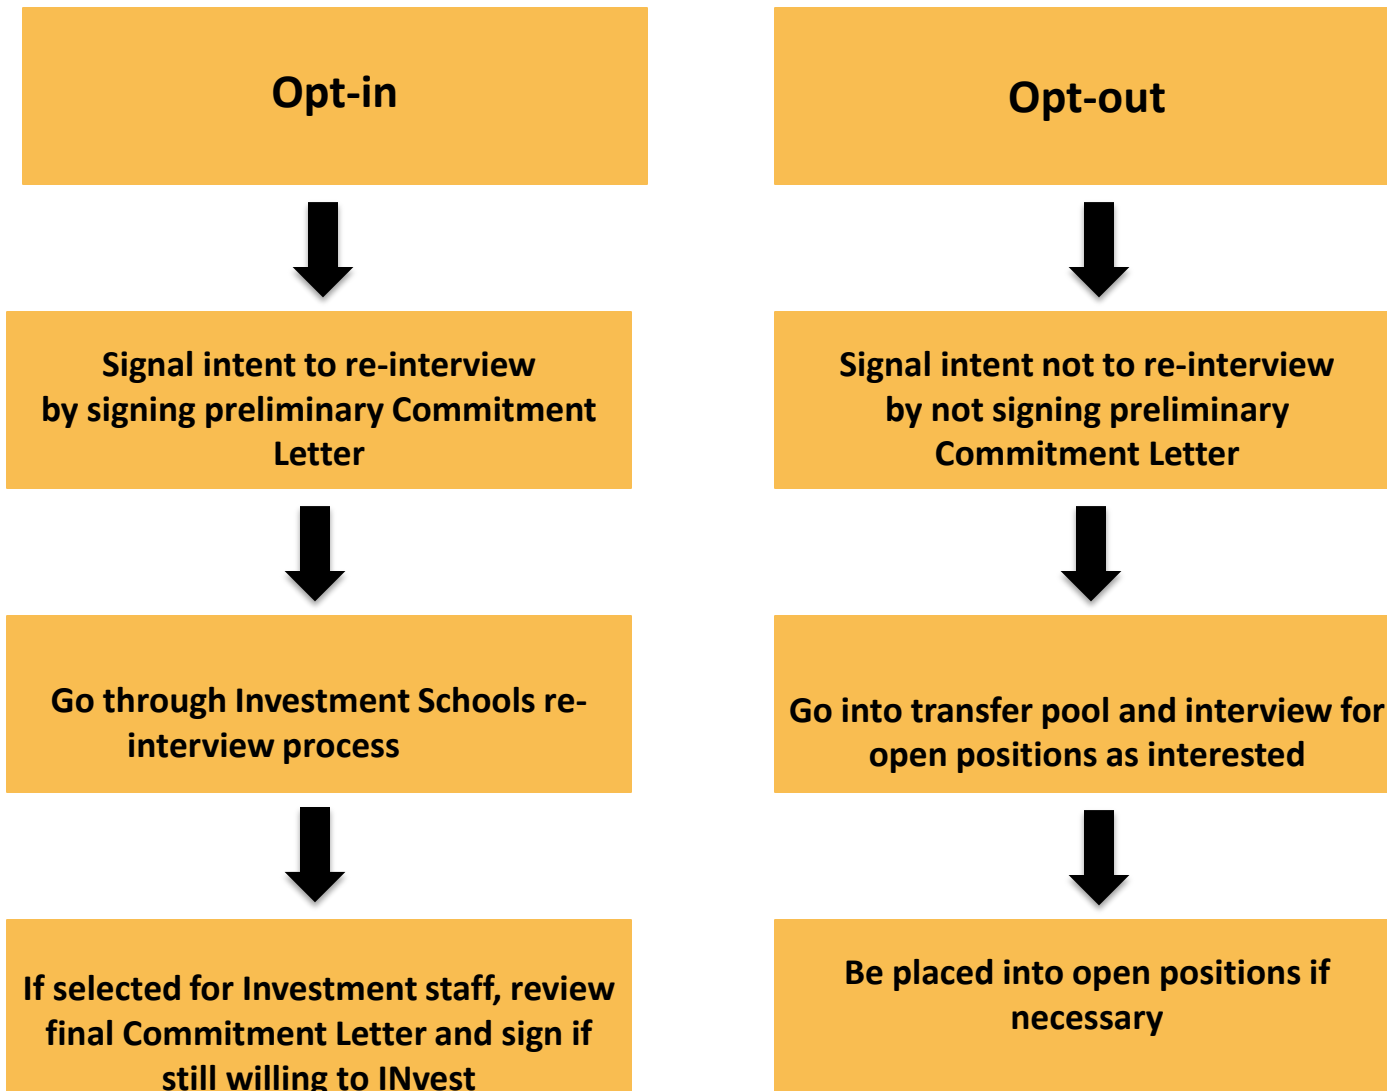 Opt-in
Signal intent to re-interview
by signing preliminary Commitment
Letter
Go through Investment Schools re-
interview process
If selected for Investment staff, review
final Commitment Letter and sign if
still willing to INvest
Opt-out
Signal intent not to re-interview
by not signing preliminary
Commitment Letter
Go into transfer pool and interview for
open positions as interested
Be placed into open positions if
necessary